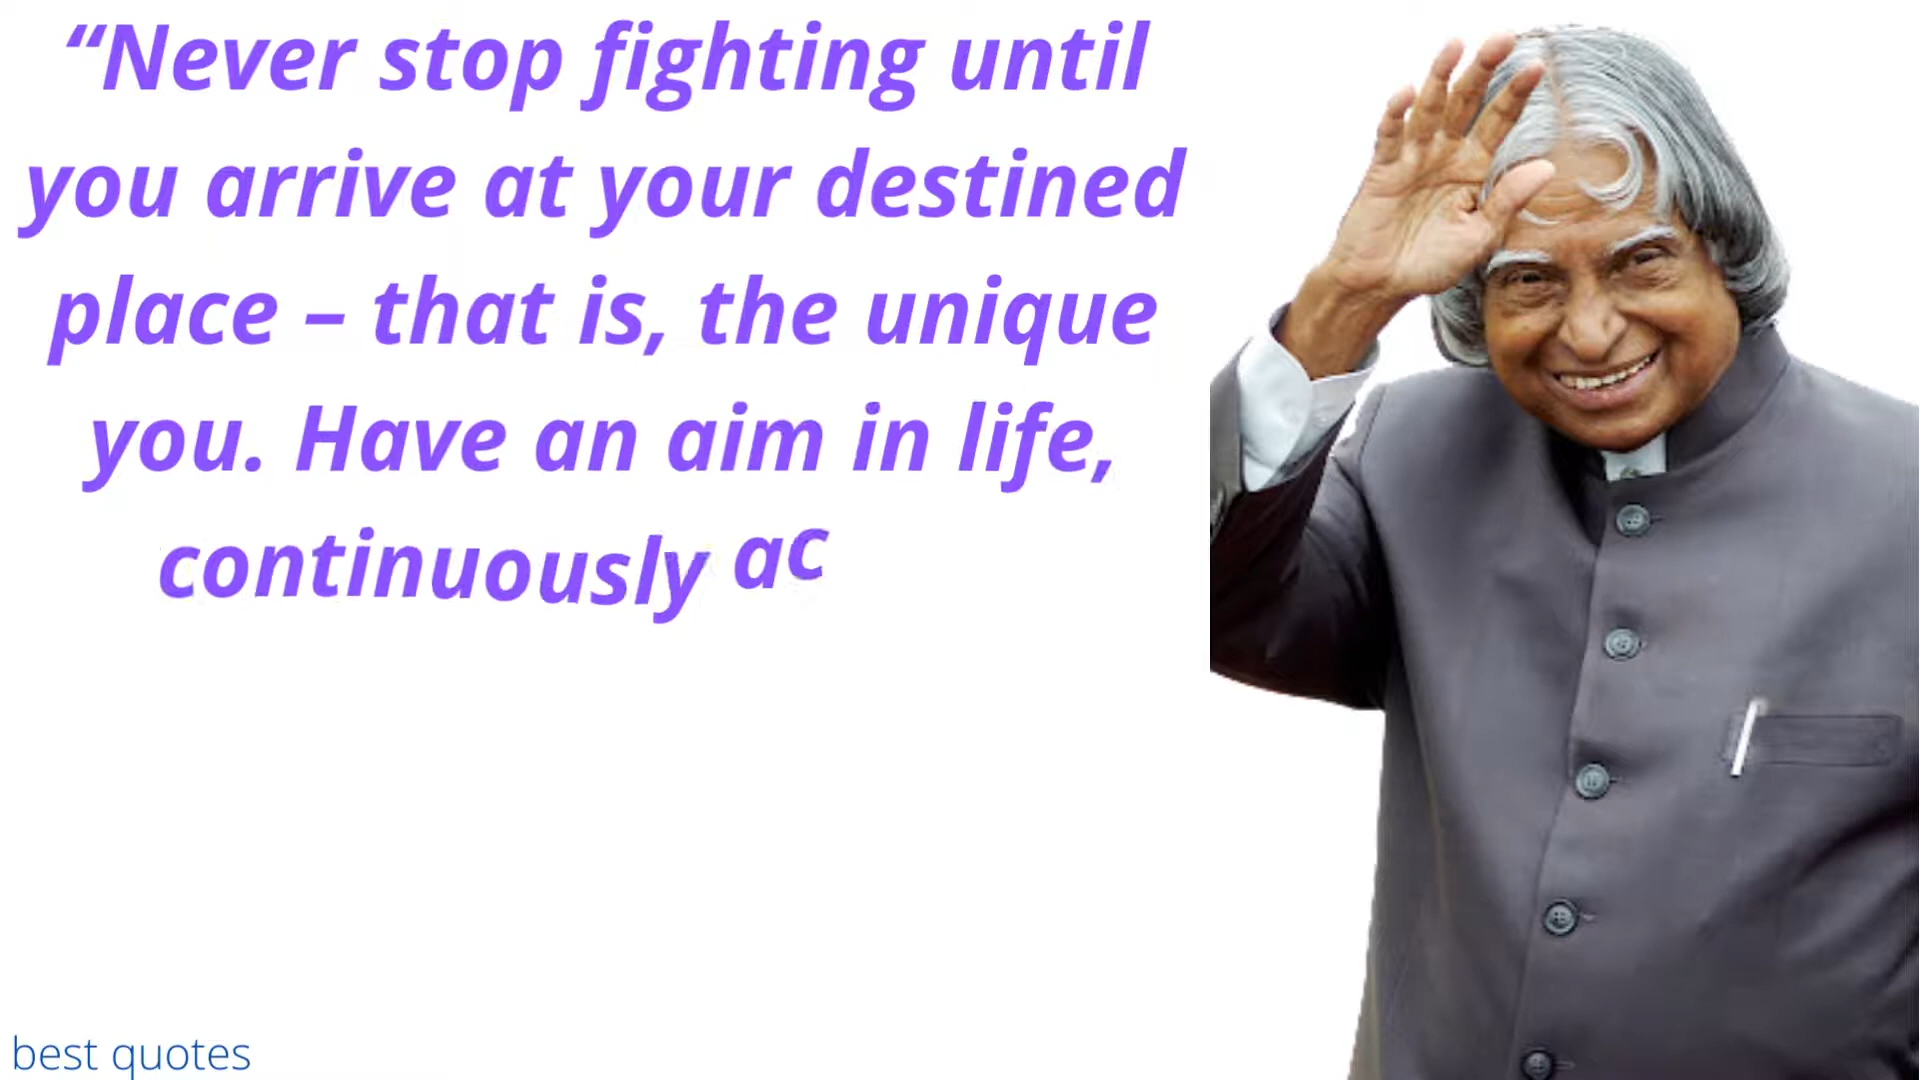 “Never stop fighting until
you arrive at your destined
place – that is, the unique
you. Have an aim in life,
continuously ac
best quotes